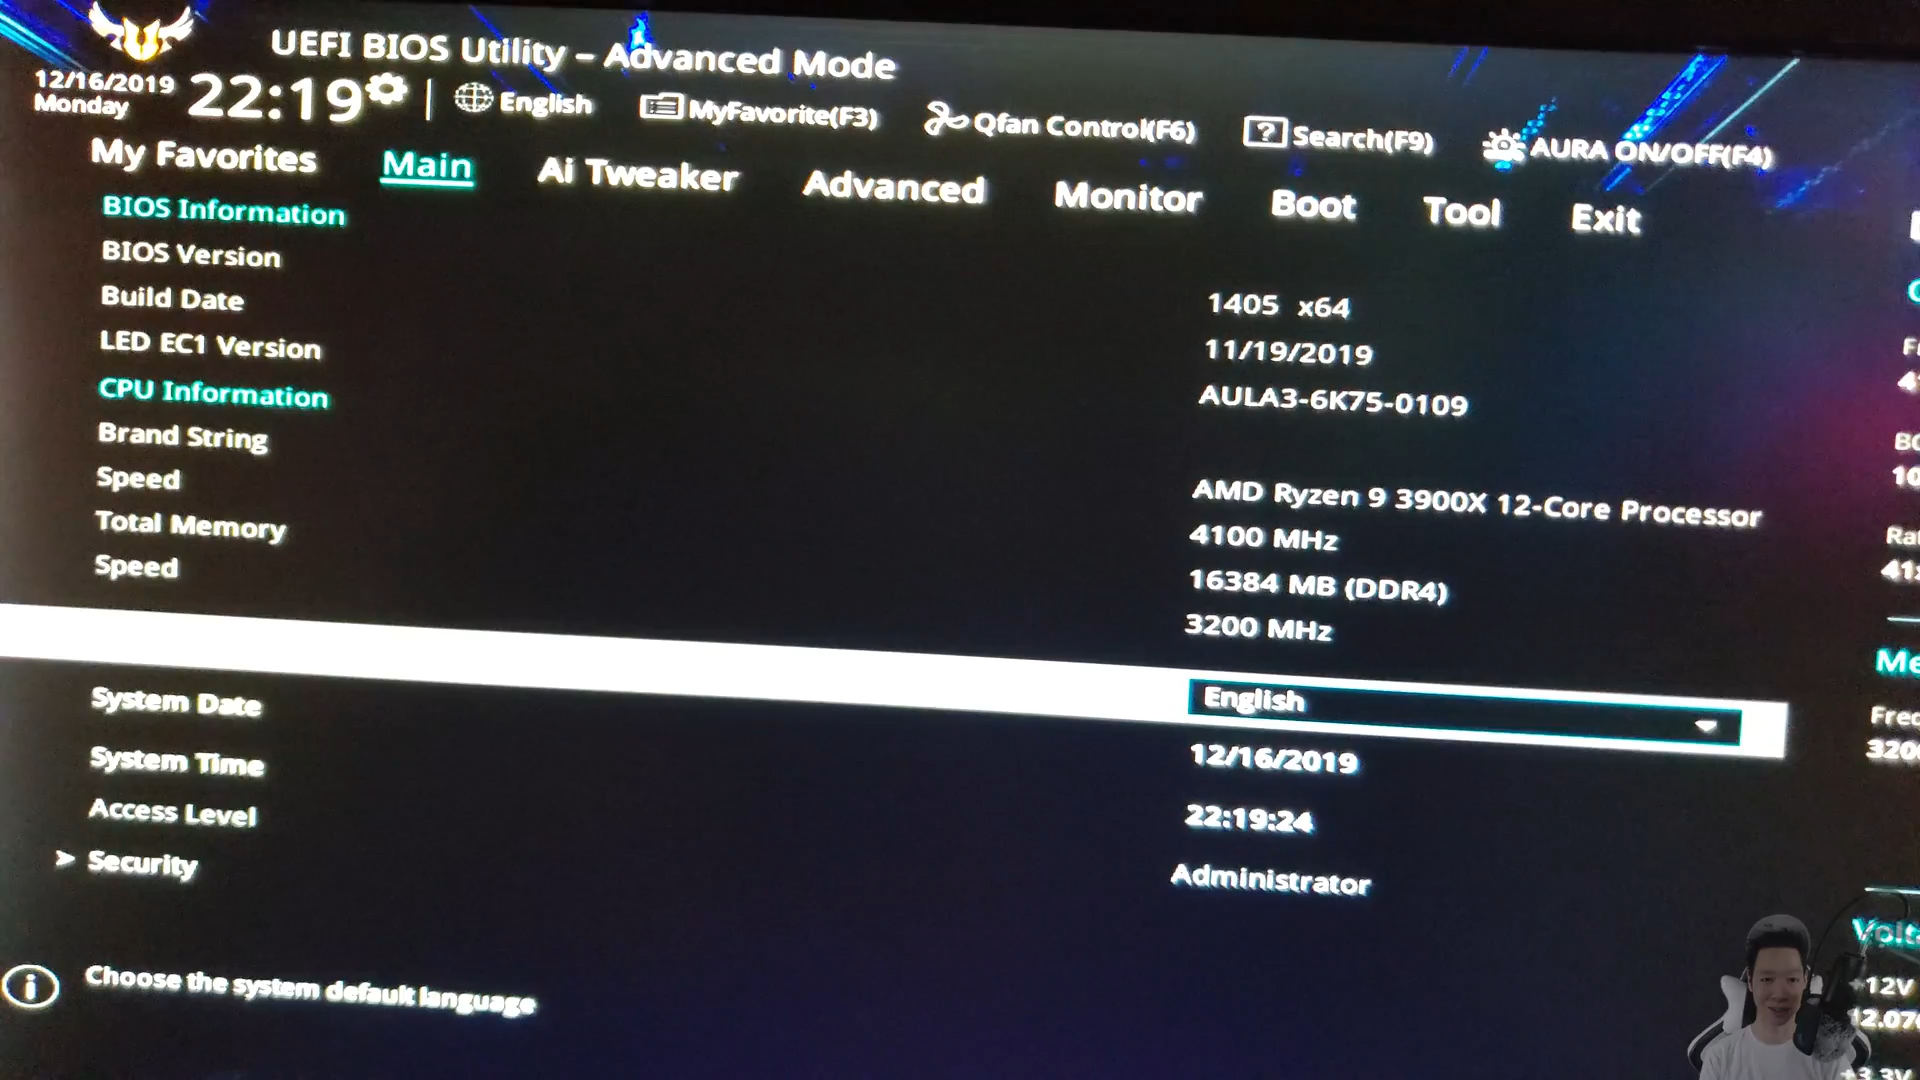 UEFI BIOS Utility – Advanced Mode
12/16/2019
Monday
22:19
English
MyFavorite(F3)
Qfan Control(F6)
Search(F9)
AURA ON/OFF(F4)
My Favorites
Main
Ai Tweaker
Advanced
Monitor
Boot
Tool
Exit
BIOS Information
BIOS Version
1405 x64
Build Date
11/19/2019
LED EC1 Version
AULA3-6K75-0109
CPU Information
Brand String
AMD Ryzen 9 3900X 12-Core Processor
Speed
4100 MHz
Total Memory
16384 MB (DDR4)
Speed
3200 MHz
English
System Date
12/16/2019
System Time
22:19:24
Access Level
Administrator
> Security
Choose the system default language
+12V